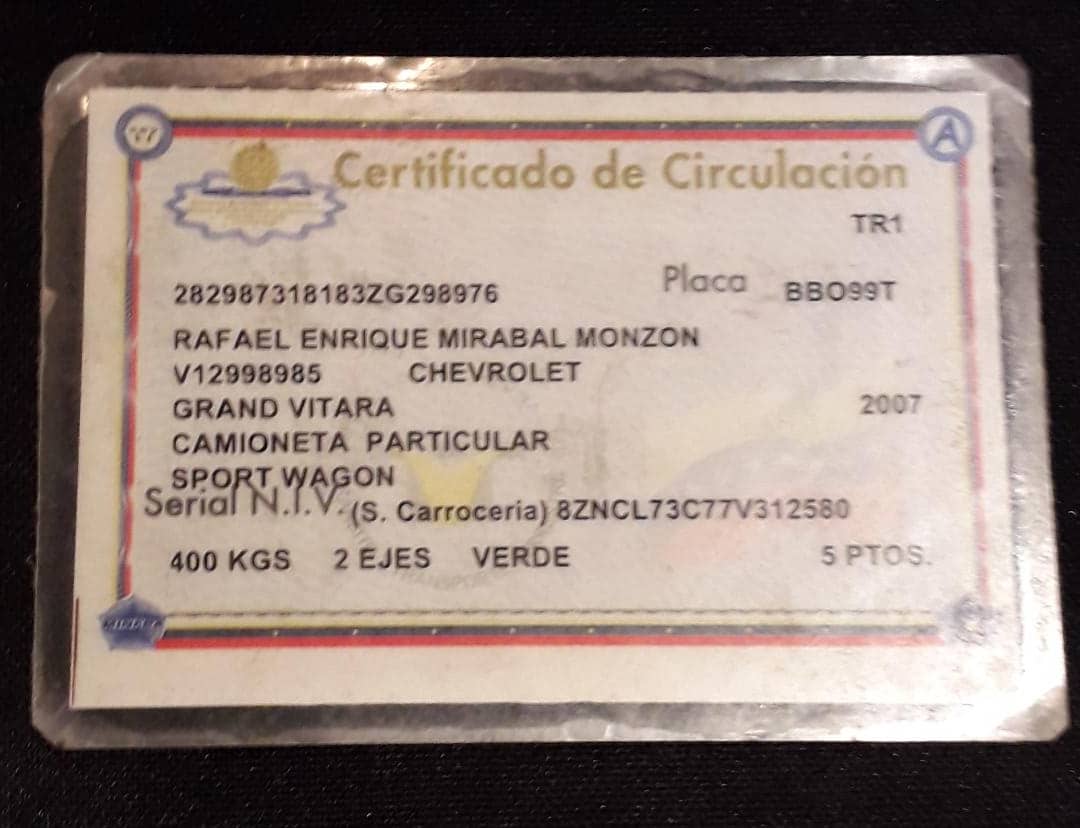 Certificado de Circulación
TR1
282987318183ZG298976 Placa BBO99T
RAFAEL ENRIQUE MIRABAL MONZON
V12998985 CHEVROLET
GRAND VITARA 2007
CAMIONETA PARTICULAR
SPORT WAGON
Serial N.I.V. (S. Carroceria) 8ZNCL73C77V312580
400 KGS 2 EJES VERDE 5 PTOS.